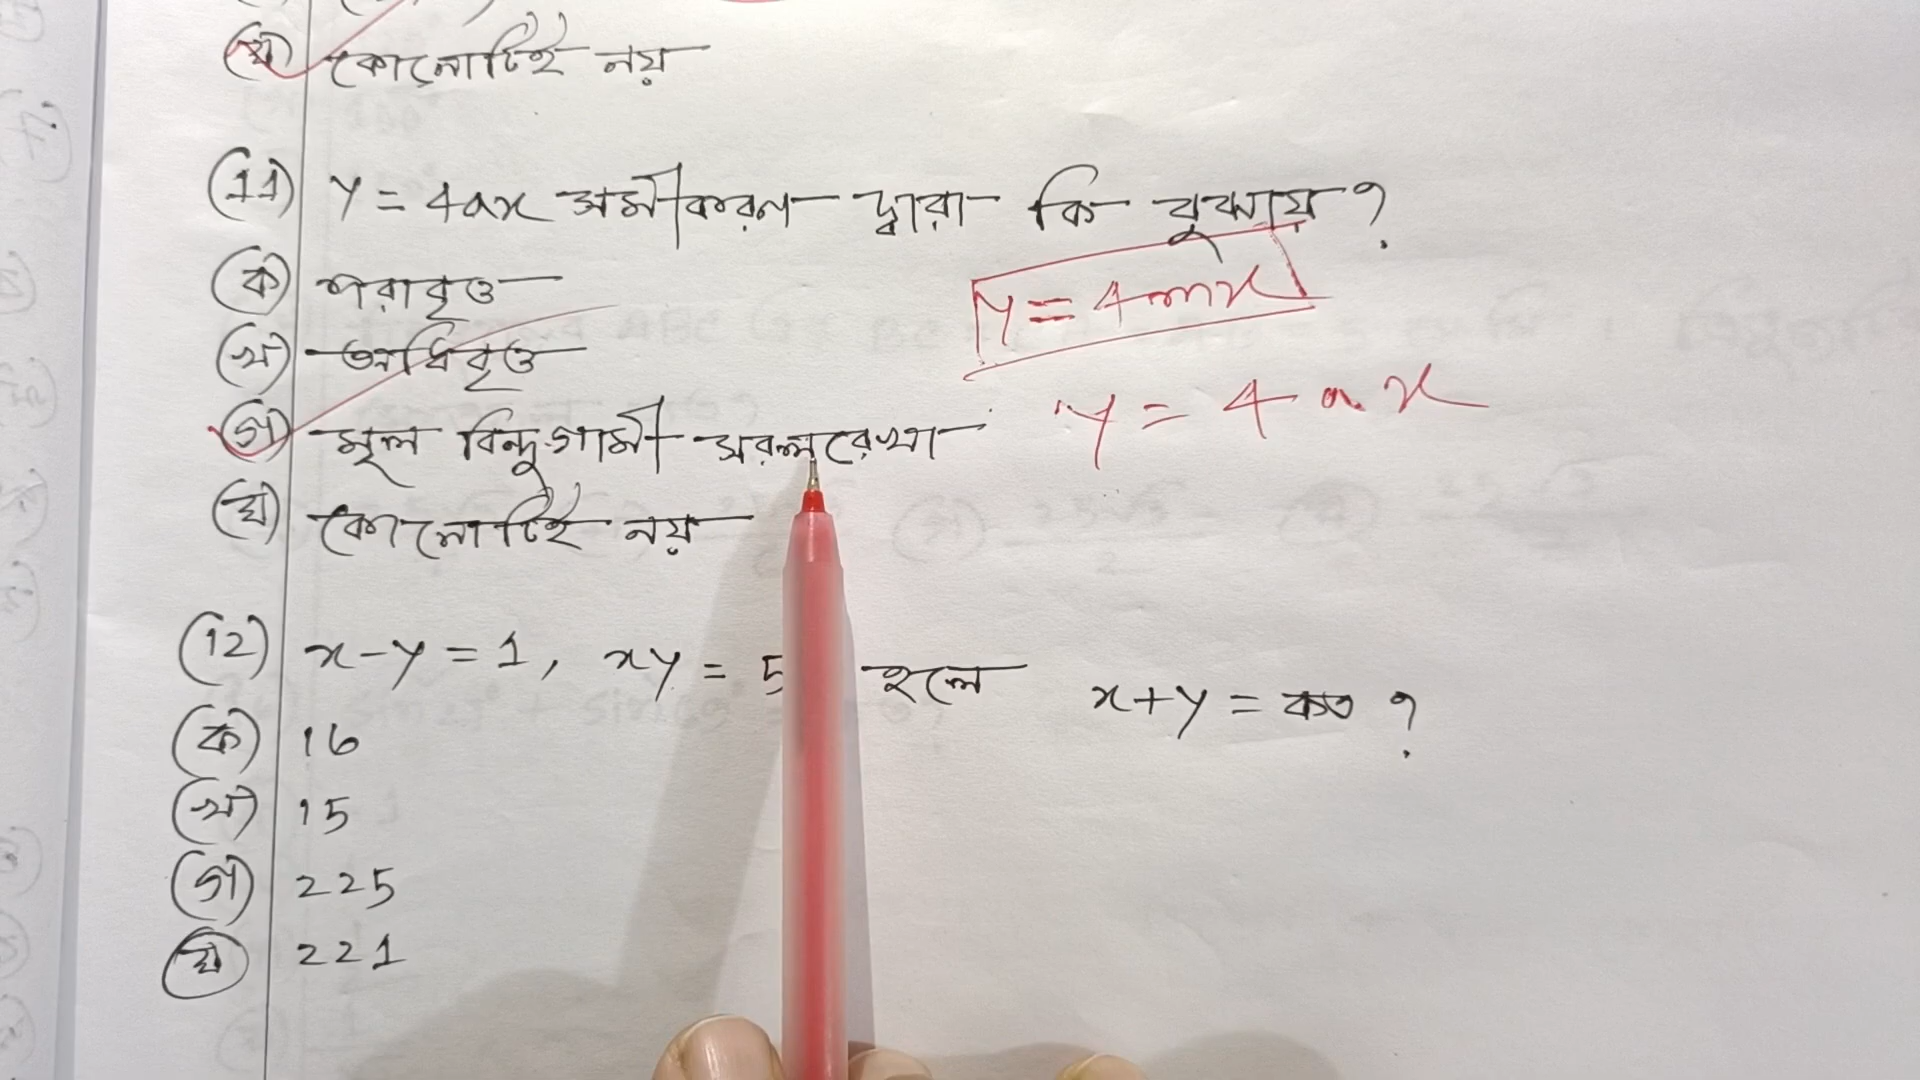 (ঘ) কোনোটিই নয়
(11) y = 4ax সমীকরণ দ্বারা কি বুঝায় ?
(ক) পরাবৃত্ত
y = 4mx
(খ) অধিবৃত্ত
y = 4ax
(গ) মূল বিন্দুগামী সরলরেখা
(ঘ) কোনোটিই নয়
(12) x-y = 1, xy = 5 হলে x+y = কত ?
(ক) 16
(খ) 15
(গ) 225
(ঘ) 221